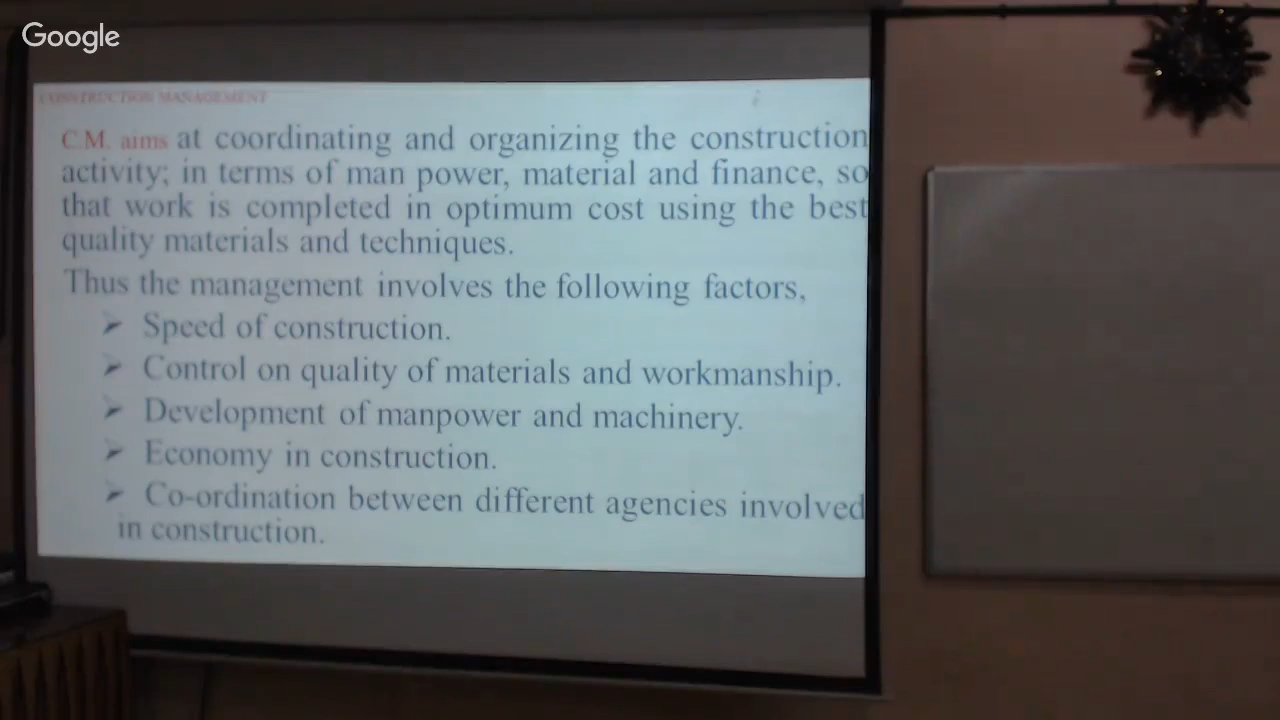 Google
CONSTRUCTION MANAGEMENT
C.M. aims at coordinating and organizing the construction
activity; in terms of man power, material and finance, so
that work is completed in optimum cost using the best
quality materials and techniques.
Thus the management involves the following factors,
➢ Speed of construction.
➢ Control on quality of materials and workmanship.
➢ Development of manpower and machinery.
➢ Economy in construction.
➢ Co-ordination between different agencies involved
in construction.